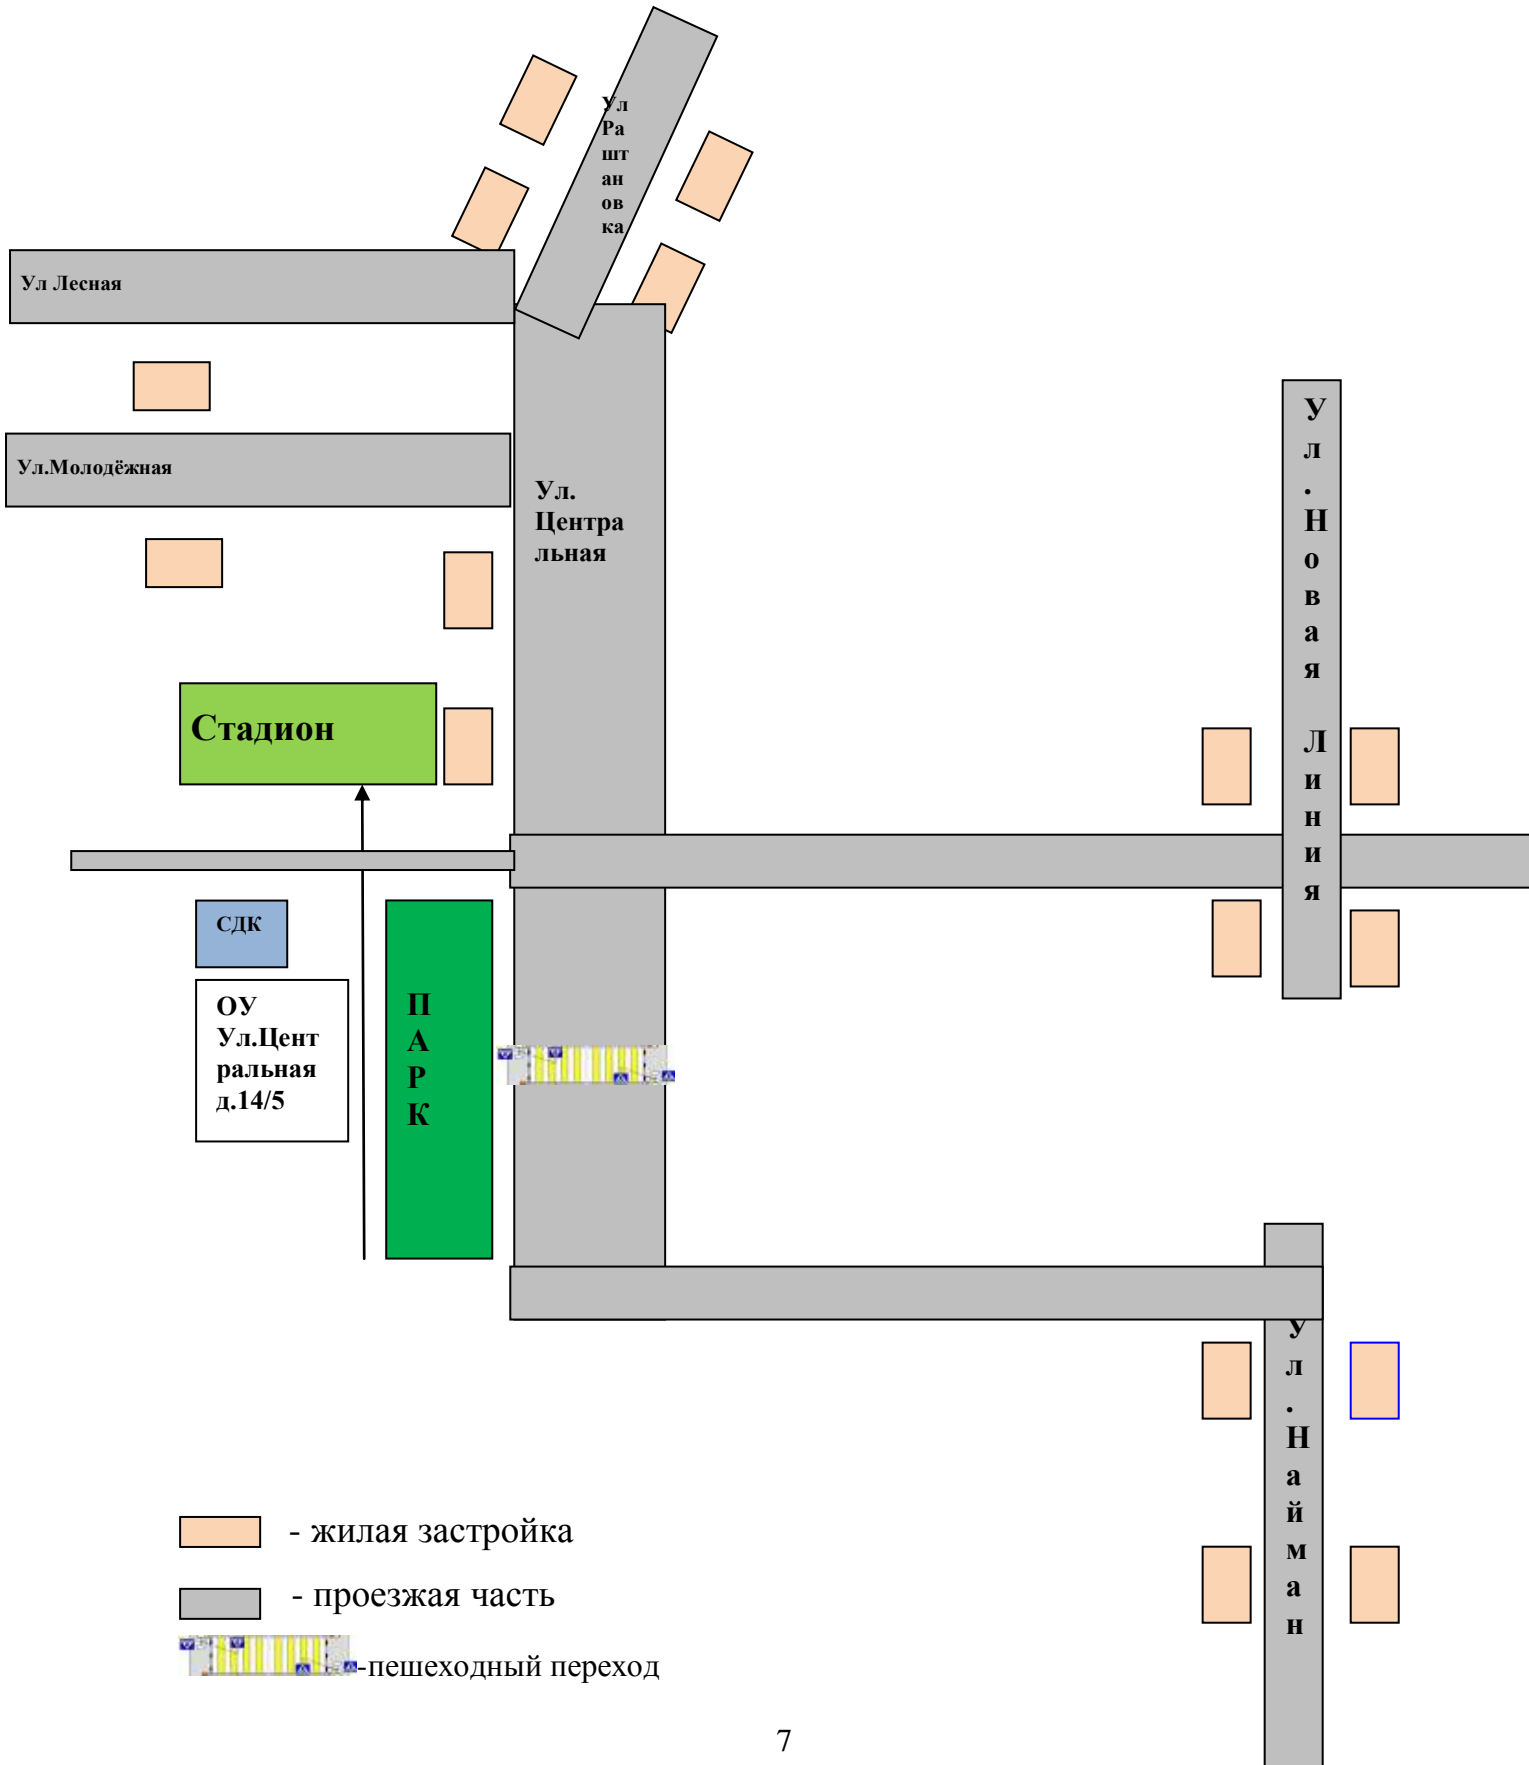 Ул
Ра
шт
ан
ов
ка
Ул Лесная
Ул.Молодёжная
Ул.
Центра
льная
У
л
.
Н
о
в
а
я
Л
и
н
и
я
Стадион
СДК
ОУ
Ул.Цент
ральная
д.14/5
П
А
Р
К
У
л
.
Н
а
й
м
а
н
- жилая застройка
- проезжая часть
-пешеходный переход
7